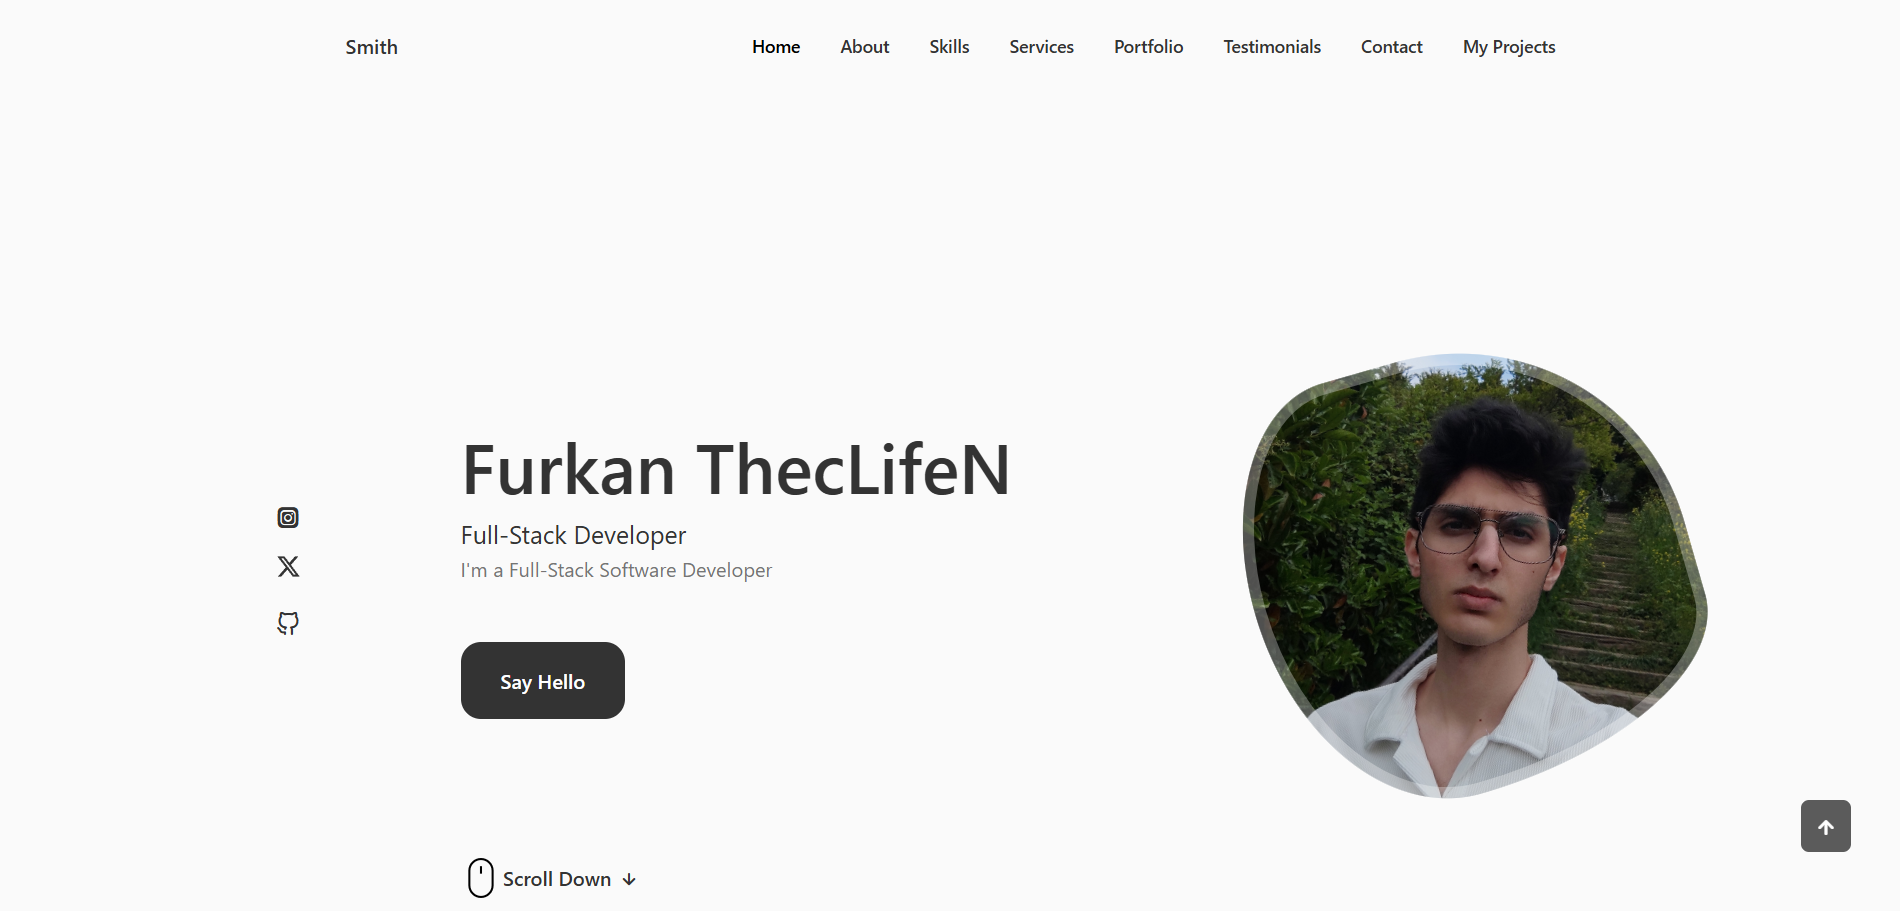 Smith Home About Skills Services Portfolio Testimonials Contact My Projects
Furkan ThecLifeN
Full-Stack Developer
I'm a Full-Stack Software Developer
Say Hello
Scroll Down